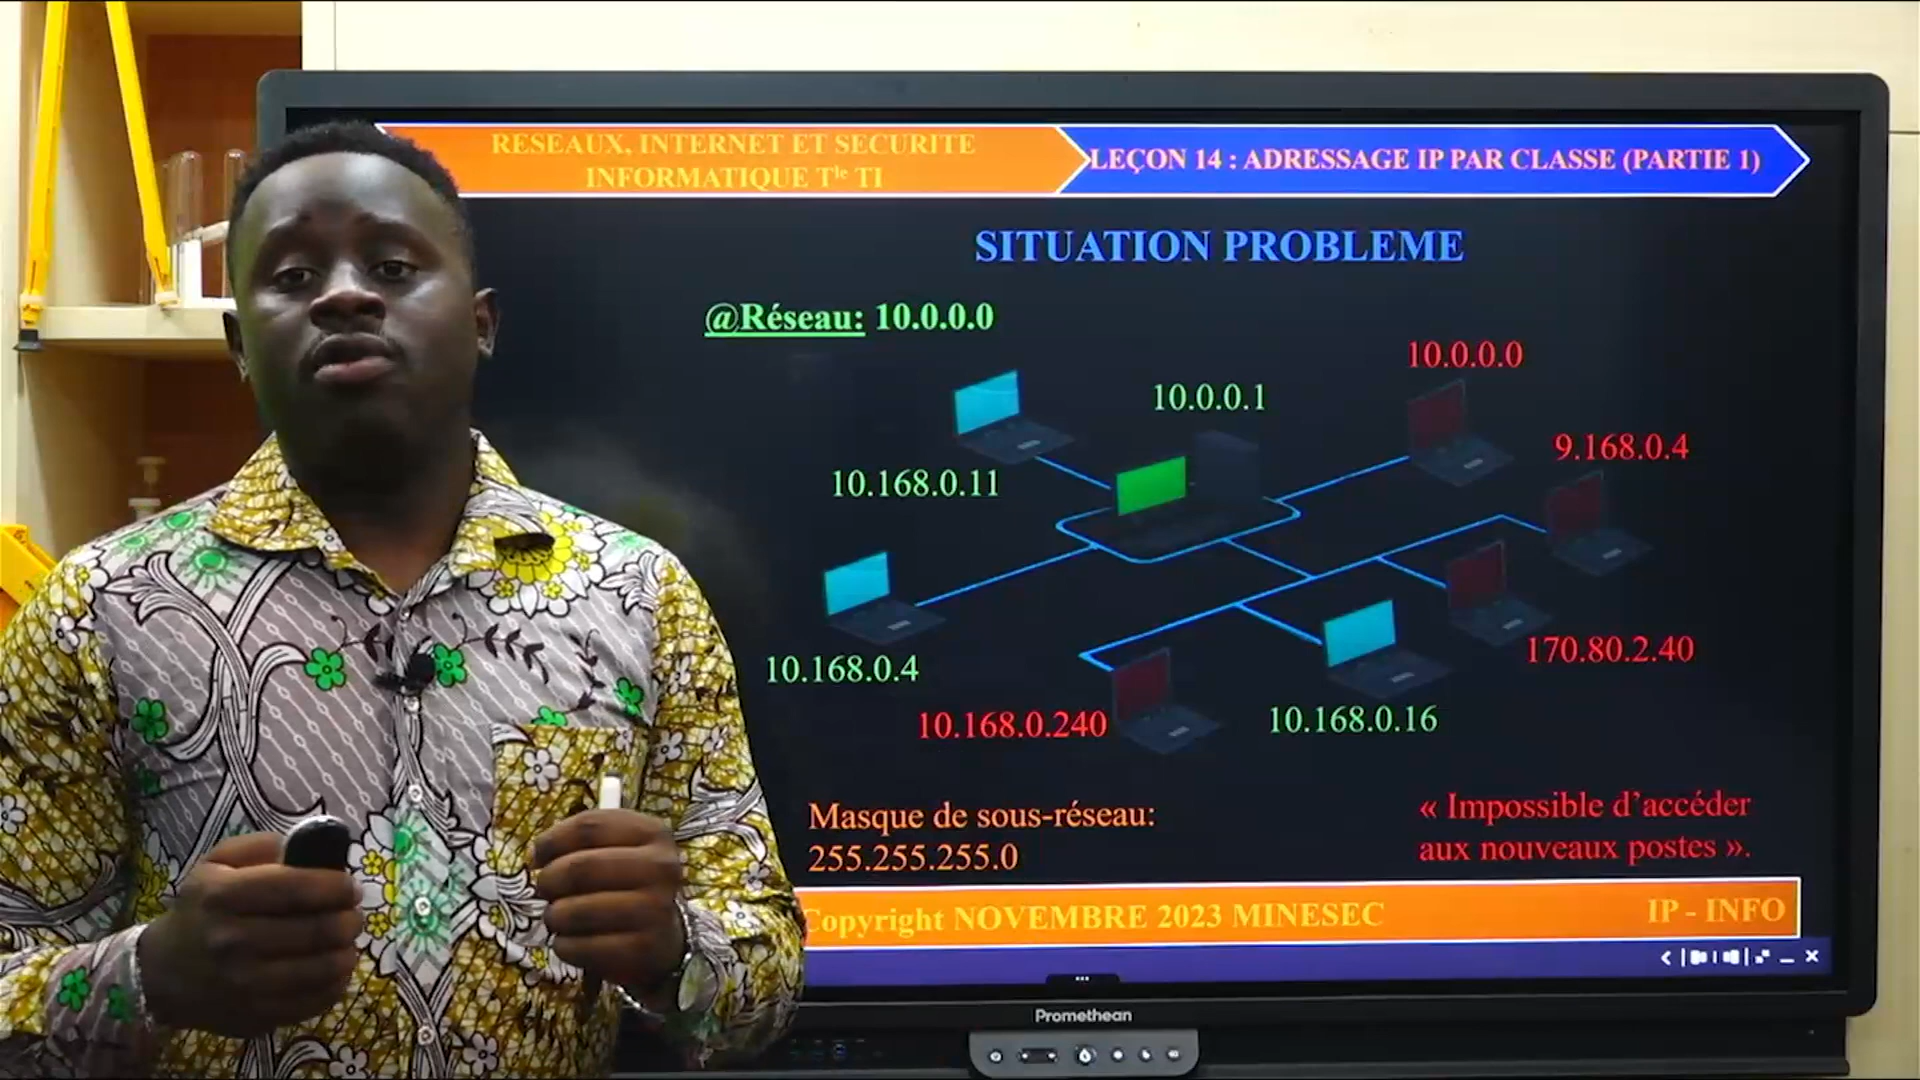 RESEAUX, INTERNET ET SECURITE
INFORMATIQUE Tle TI
LEÇON 14 : ADRESSAGE IP PAR CLASSE (PARTIE 1)
SITUATION PROBLEME
@Réseau: 10.0.0.0
10.0.0.0
10.0.0.1
9.168.0.4
10.168.0.11
170.80.2.40
10.168.0.4
10.168.0.240
10.168.0.16
Masque de sous-réseau:
255.255.255.0
« Impossible d’accéder
aux nouveaux postes ».
Copyright NOVEMBRE 2023 MINESEC
IP - INFO
Promethean